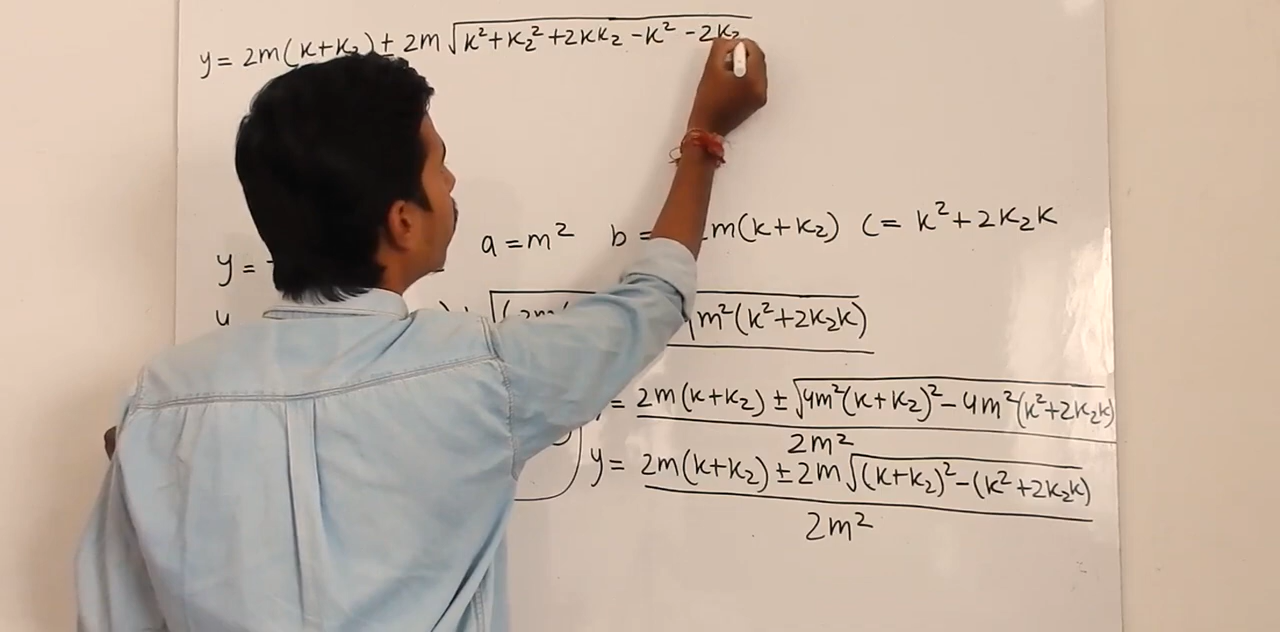 y = 2m(k+k₂) ± 2m √k²+k₂²+2kk₂-k²-2k₂
a = m² b = m(k+k₂) C = k²+2k₂k
y =
y m²(k²+2k₂k)
= 2m(k+k₂) ± √4m²(k+k₂)²-4m²(k²+2k₂k)
2m²
y = 2m(k+k₂) ± 2m √(k+k₂)²-(k²+2k₂k)
2m²